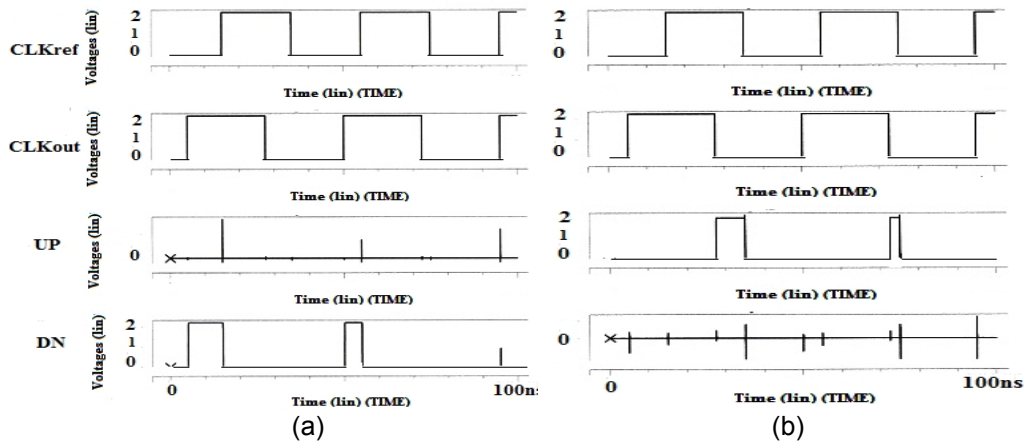 CLKref
Voltages (lin)
2
1
0
Time (lin) (TIME)
CLKout
Voltages (lin)
2
1
0
Time (lin) (TIME)
UP
Voltages (lin)
0
Time (lin) (TIME)
DN
Voltages (lin)
2
1
0
0
100ns
Time (lin) (TIME)
(a)
2
1
0
Time (lin) (TIME)
2
1
0
Time (lin) (TIME)
2
1
0
Time (lin) (TIME)
0
0
100ns
Time (lin) (TIME)
(b)